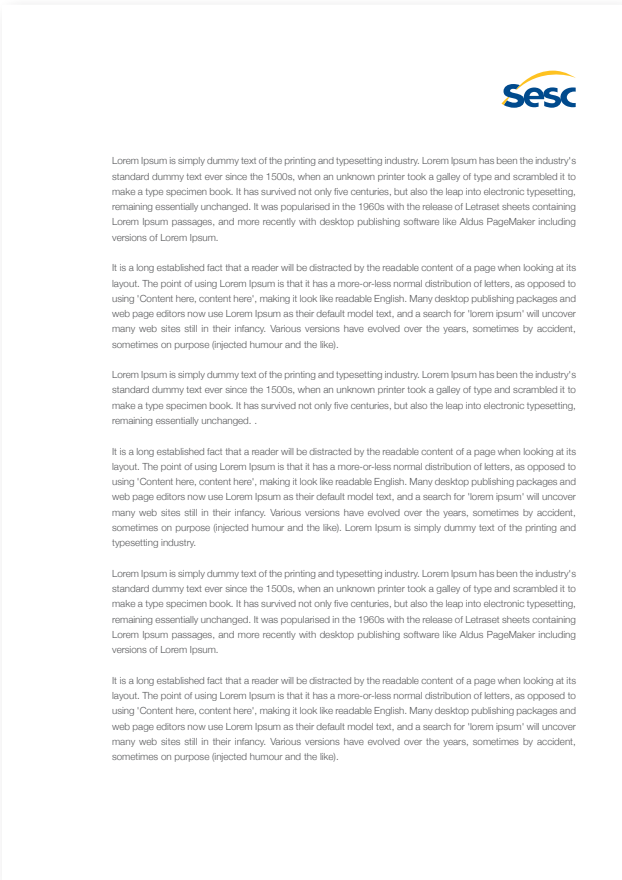 Sesc
Lorem Ipsum is simply dummy text of the printing and typesetting industry. Lorem Ipsum has been the industry's
standard dummy text ever since the 1500s, when an unknown printer took a galley of type and scrambled it to
make a type specimen book. It has survived not only five centuries, but also the leap into electronic typesetting,
remaining essentially unchanged. It was popularised in the 1960s with the release of Letraset sheets containing
Lorem Ipsum passages, and more recently with desktop publishing software like Aldus PageMaker including
versions of Lorem Ipsum.
It is a long established fact that a reader will be distracted by the readable content of a page when looking at its
layout. The point of using Lorem Ipsum is that it has a more-or-less normal distribution of letters, as opposed to
using 'Content here, content here', making it look like readable English. Many desktop publishing packages and
web page editors now use Lorem Ipsum as their default model text, and a search for 'lorem ipsum' will uncover
many web sites still in their infancy. Various versions have evolved over the years, sometimes by accident,
sometimes on purpose (injected humour and the like).
Lorem Ipsum is simply dummy text of the printing and typesetting industry. Lorem Ipsum has been the industry's
standard dummy text ever since the 1500s, when an unknown printer took a galley of type and scrambled it to
make a type specimen book. It has survived not only five centuries, but also the leap into electronic typesetting,
remaining essentially unchanged. .
It is a long established fact that a reader will be distracted by the readable content of a page when looking at its
layout. The point of using Lorem Ipsum is that it has a more-or-less normal distribution of letters, as opposed to
using 'Content here, content here', making it look like readable English. Many desktop publishing packages and
web page editors now use Lorem Ipsum as their default model text, and a search for 'lorem ipsum' will uncover
many web sites still in their infancy. Various versions have evolved over the years, sometimes by accident,
sometimes on purpose (injected humour and the like). Lorem Ipsum is simply dummy text of the printing and
typesetting industry.
Lorem Ipsum is simply dummy text of the printing and typesetting industry. Lorem Ipsum has been the industry's
standard dummy text ever since the 1500s, when an unknown printer took a galley of type and scrambled it to
make a type specimen book. It has survived not only five centuries, but also the leap into electronic typesetting,
remaining essentially unchanged. It was popularised in the 1960s with the release of Letraset sheets containing
Lorem Ipsum passages, and more recently with desktop publishing software like Aldus PageMaker including
versions of Lorem Ipsum.
It is a long established fact that a reader will be distracted by the readable content of a page when looking at its
layout. The point of using Lorem Ipsum is that it has a more-or-less normal distribution of letters, as opposed to
using 'Content here, content here', making it look like readable English. Many desktop publishing packages and
web page editors now use Lorem Ipsum as their default model text, and a search for 'lorem ipsum' will uncover
many web sites still in their infancy. Various versions have evolved over the years, sometimes by accident,
sometimes on purpose (injected humour and the like).